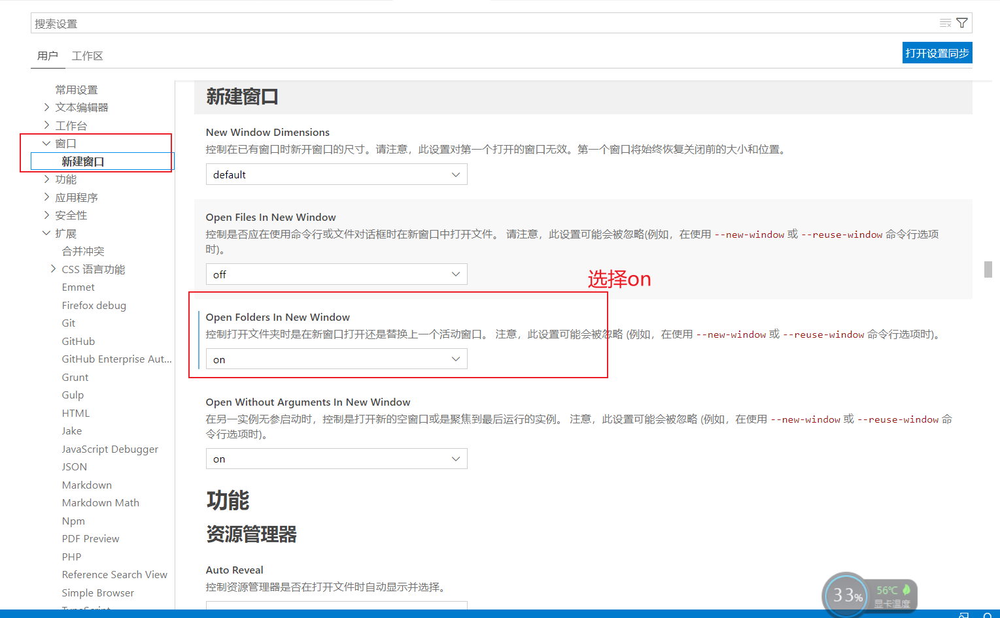 搜索设置
用户
工作区
打开设置同步
常用设置
文本编辑器
工作台
窗口
新建窗口
功能
应用程序
安全性
扩展
合并冲突
CSS 语言功能
Emmet
Firefox debug
Git
GitHub
GitHub Enterprise Aut...
Grunt
Gulp
HTML
Jake
JavaScript Debugger
JSON
Markdown
Markdown Math
Npm
PDF Preview
PHP
Reference Search View
Simple Browser
TypeScript
新建窗口
New Window Dimensions
控制在已有窗口时新开窗口的尺寸。请注意，此设置对第一个打开的窗口无效。第一个窗口将始终恢复关闭前的大小和位置。
default
Open Files In New Window
控制是否应在使用命令行或文件对话框时在新窗口中打开文件。 请注意，此设置可能会被忽略(例如，在使用 --new-window 或 --reuse-window 命令行选项
时)。
off
选择on
Open Folders In New Window
控制打开文件夹时是在新窗口打开还是替换上一个活动窗口。 注意，此设置可能会被忽略 (例如，在使用 --new-window 或 --reuse-window 命令行选项时)。
on
Open Without Arguments In New Window
在另一实例无参启动时，控制是打开新的空窗口或是聚焦到最后运行的实例。 注意，此设置可能会被忽略 (例如，在使用 --new-window 或 --reuse-window 命
令行选项时)。
on
功能
资源管理器
Auto Reveal
控制资源管理器是否在打开文件时自动显示并选择。
33%
56℃
显卡温度